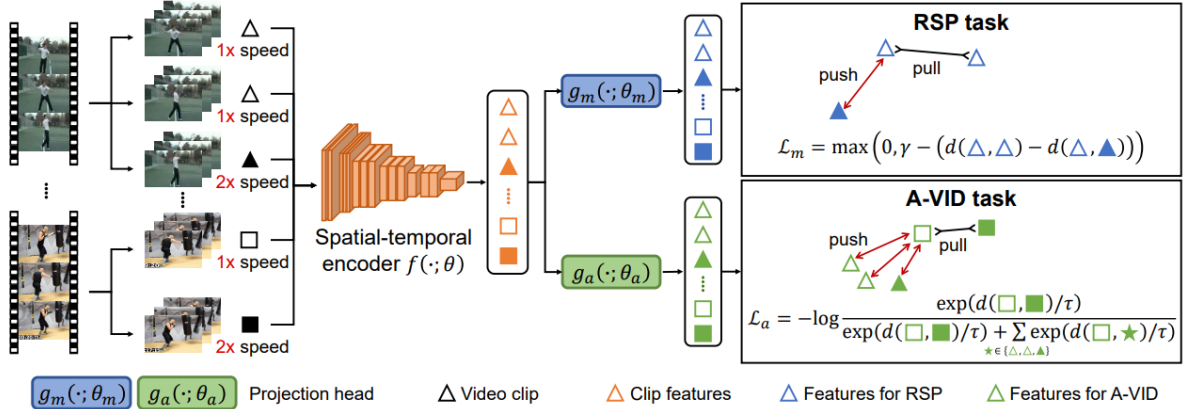 1x speed
1x speed
2x speed
1x speed
2x speed
Spatial-temporal
encoder f(·; θ)
g_m(·; θ_m)
g_a(·; θ_a)
RSP task
push
pull
ℒ_m = max(0, γ − (d(△, △) − d(△, ▲)))
A-VID task
push
pull
ℒ_a = −log exp(d(□, ■)/τ) / exp(d(□, ■)/τ) + Σ_{★∈{△,△,▲}} exp(d(□, ★)/τ)
g_m(·; θ_m) g_a(·; θ_a) Projection head △ Video clip △ Clip features △ Features for RSP △ Features for A-VID